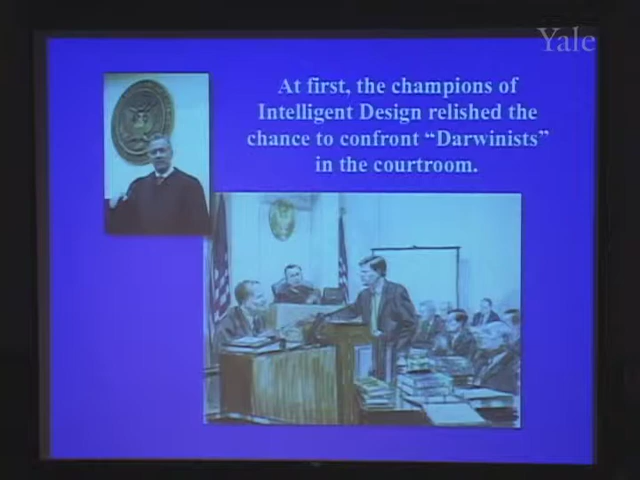 Yale
At first, the champions of
Intelligent Design relished the
chance to confront “Darwinists”
in the courtroom.